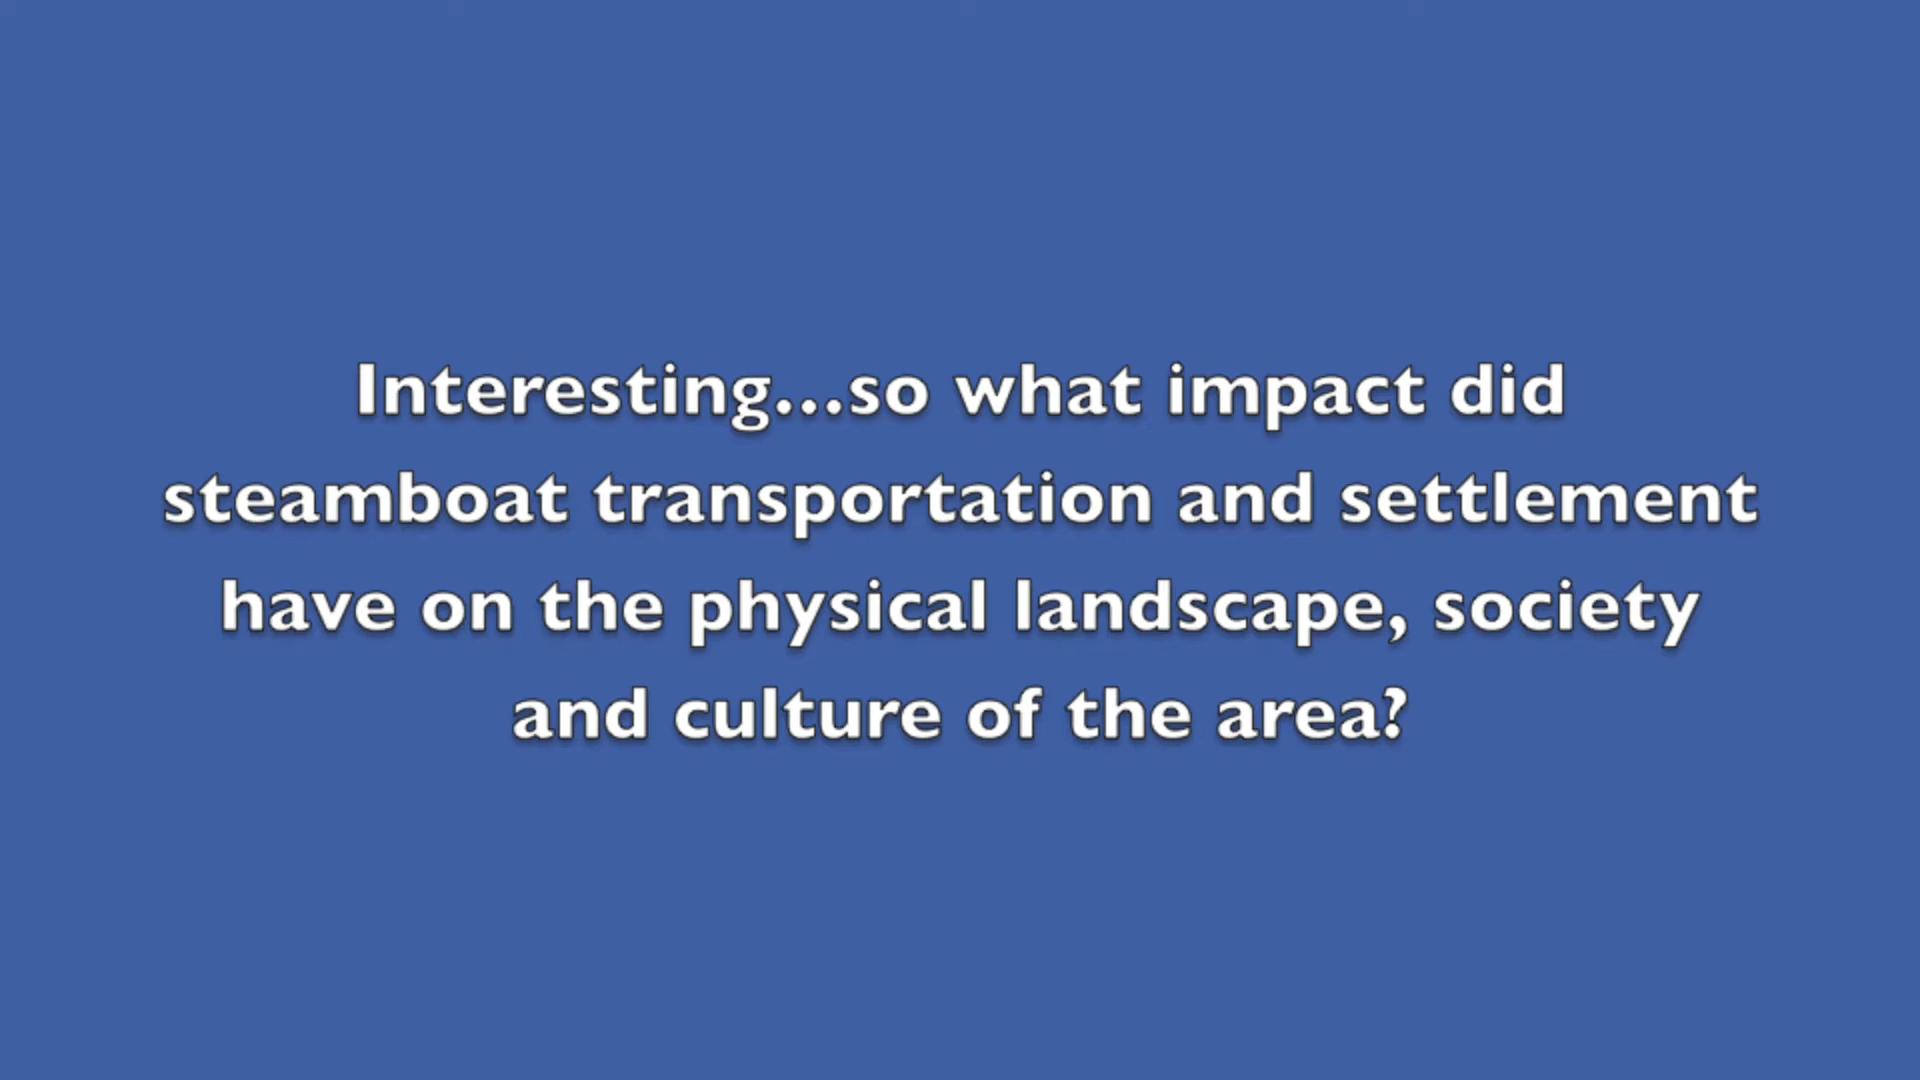 Interesting...so what impact did
steamboat transportation and settlement
have on the physical landscape, society
and culture of the area?